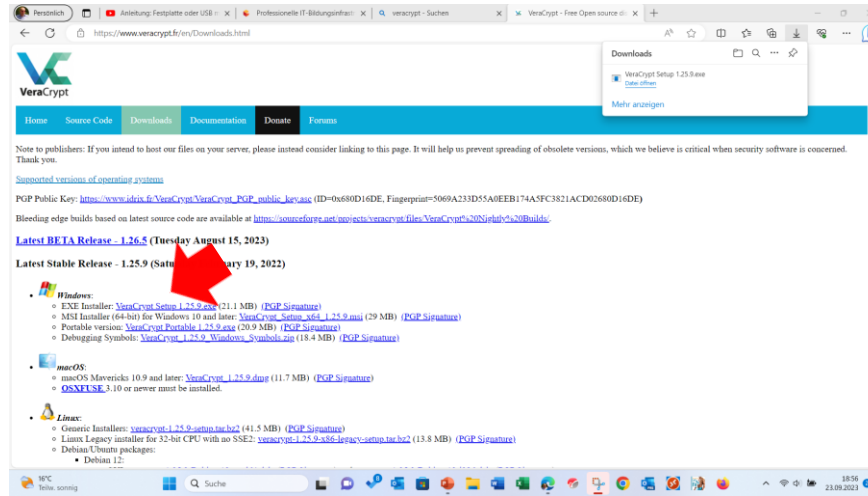 Persönlich
Anleitung: Festplatte oder USB m
Professionelle IT-Bildungsinfrastr
veracrypt - Suchen
VeraCrypt - Free Open source dis
https://www.veracrypt.fr/en/Downloads.html
Downloads
VeraCrypt Setup 1.25.9.exe
Datei öffnen
Mehr anzeigen
VeraCrypt
Home Source Code Downloads Documentation Donate Forums
Note to publishers: If you intend to host our files on your server, please instead consider linking to this page. It will help us prevent spreading of obsolete versions, which we believe is critical when security software is concerned.
Thank you.
Supported versions of operating systems
PGP Public Key: https://www.idrix.fr/VeraCrypt/VeraCrypt_PGP_public_key.asc (ID=0x680D16DE, Fingerprint=5069A233D55A0EEB174A5FC3821ACD02680D16DE)
Bleeding edge builds based on latest source code are available at https://sourceforge.net/projects/veracrypt/files/VeraCrypt%20Nightly%20Builds/.
Latest BETA Release - 1.26.5 (Tuesday August 15, 2023)
Latest Stable Release - 1.25.9 (Satu ary 19, 2022)
Windows:
EXE Installer: VeraCrypt Setup 1.25.9.exe (21.1 MB) (PGP Signature)
MSI Installer (64-bit) for Windows 10 and later: VeraCrypt_Setup_x64_1.25.9.msi (29 MB) (PGP Signature)
Portable version: VeraCrypt Portable 1.25.9.exe (20.9 MB) (PGP Signature)
Debugging Symbols: VeraCrypt_1.25.9_Windows_Symbols.zip (18.4 MB) (PGP Signature)
macOS:
macOS Mavericks 10.9 and later: VeraCrypt_1.25.9.dmg (11.7 MB) (PGP Signature)
OSXFUSE 3.10 or newer must be installed.
Linux:
Generic Installers: veracrypt-1.25.9-setup.tar.bz2 (41.5 MB) (PGP Signature)
Linux Legacy installer for 32-bit CPU with no SSE2: veracrypt-1.25.9-x86-legacy-setup.tar.bz2 (13.8 MB) (PGP Signature)
Debian/Ubuntu packages:
Debian 12:
16°C
Teilw. sonnig
Suche
18:56
23.09.2023